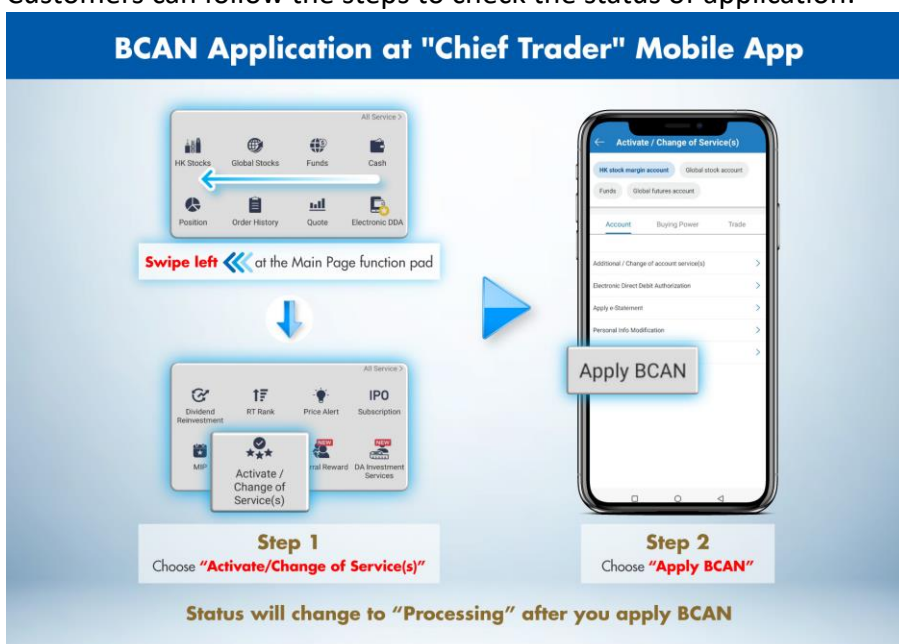 Customers can follow the steps to check the status of application.
BCAN Application at "Chief Trader" Mobile App
All Service >
HK Stocks
Global Stocks
Funds
Cash
Position
Order History
Quote
Electronic DDA
Swipe left at the Main Page function pad
All Service >
Dividend
Reinvestment
RT Rank
Price Alert
IPO
Subscription
MIP
Activate /
Change of
Service(s)
NEW
rral Reward
NEW
DA Investment
Services
Step 1
Choose "Activate/Change of Service(s)"
← Activate / Change of Service(s)
HK stock margin account
Global stock account
Funds
Global futures account
Account
Buying Power
Trade
Additional / Change of account service(s) >
Electronic Direct Debit Authorization >
Apply e-Statement >
Personal Info Modification >
Apply BCAN >
Step 2
Choose "Apply BCAN"
Status will change to "Processing" after you apply BCAN